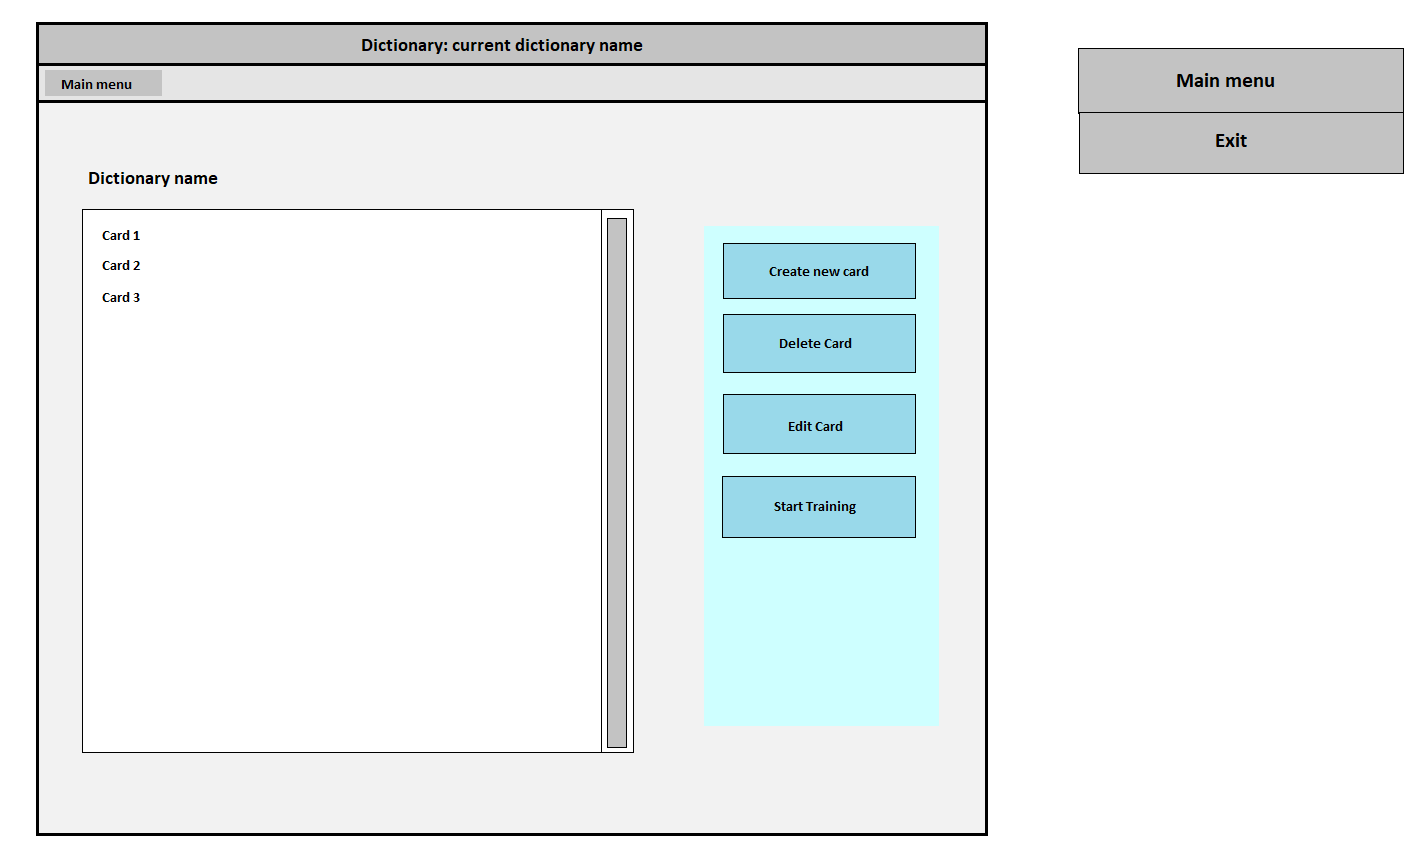 Dictionary: current dictionary name
Main menu
Dictionary name
Card 1
Card 2
Card 3
Create new card
Delete Card
Edit Card
Start Training
Main menu
Exit